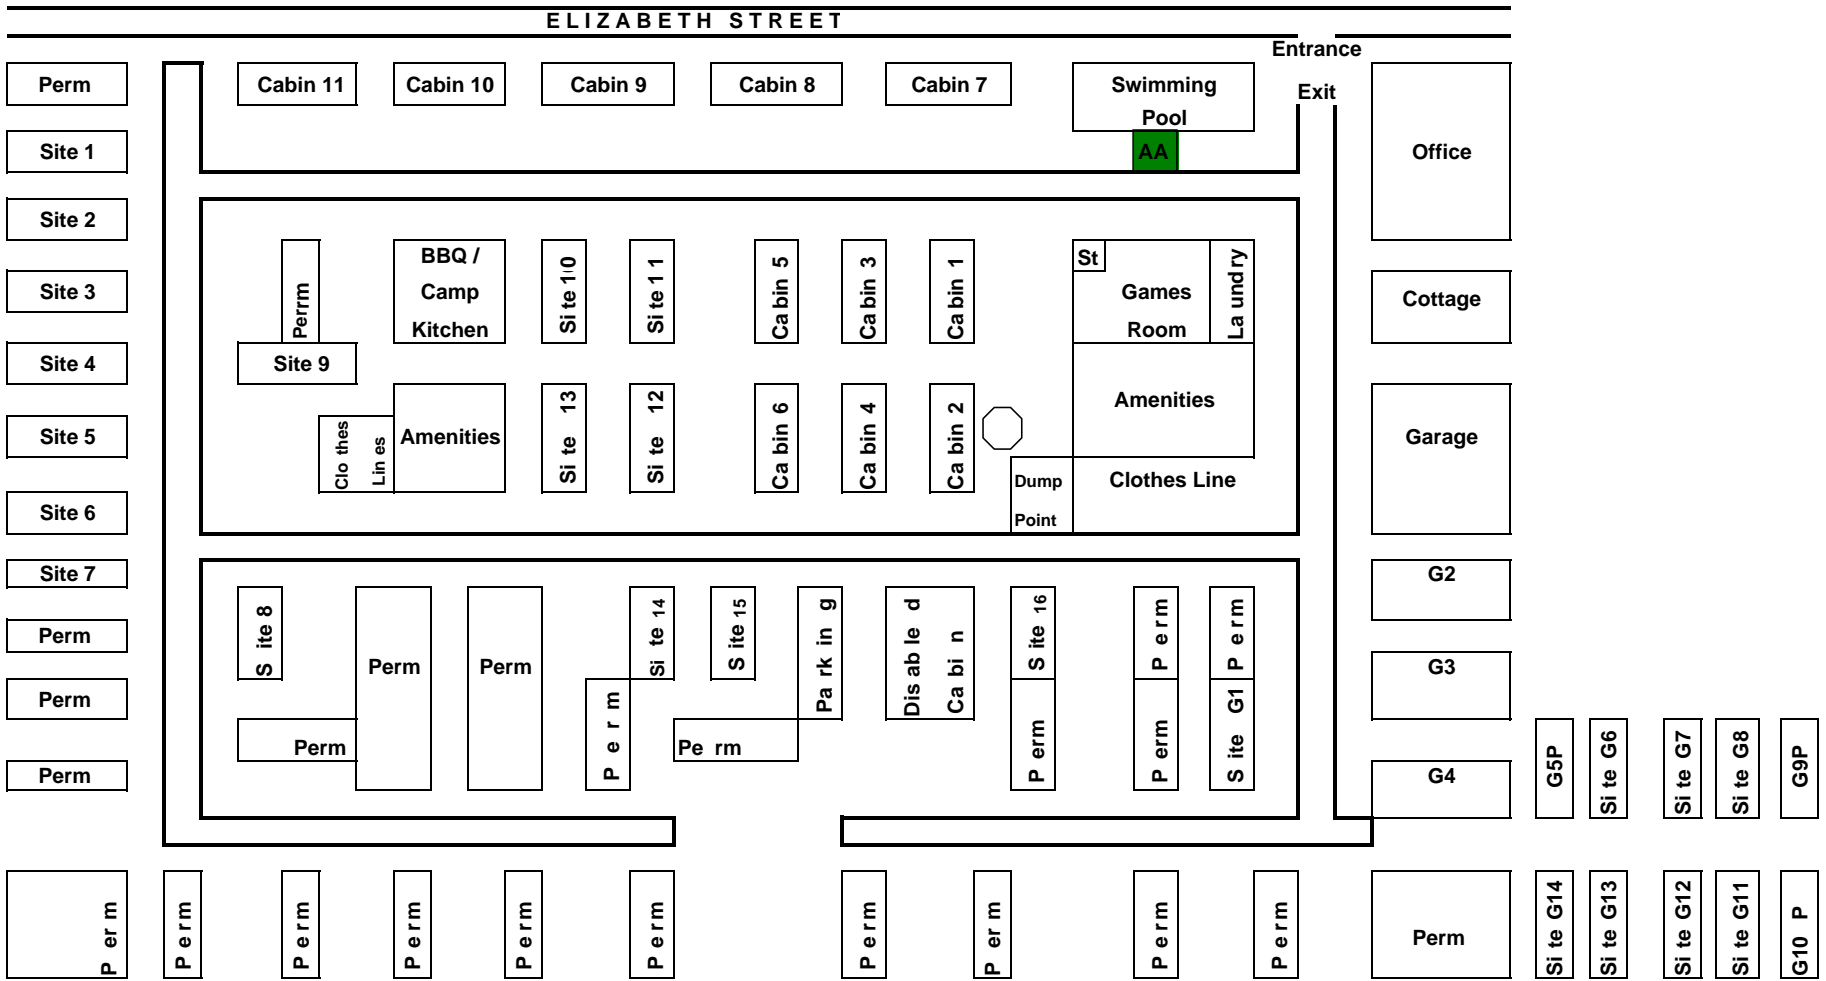 ELIZABETH STREET
Entrance
Exit
Perm
Cabin 11
Cabin 10
Cabin 9
Cabin 8
Cabin 7
Swimming
Pool
AA
Office
Site 1
Site 2
Site 3
Site 4
Site 5
Site 6
Site 7
Perm
Perm
Perm
Perrm
Site 9
BBQ /
Camp
Kitchen
Site 10
Site 11
Cabin 5
Cabin 3
Cabin 1
St
Games
Room
Laundry
Cottage
Clothes
Lines
Amenities
Site 13
Site 12
Cabin 6
Cabin 4
Cabin 2
Amenities
Dump
Point
Clothes Line
Garage
Site 8
Perm
Perm
Perm
Site 14
Perm
Site 15
Perm
Parking
Disabled
Cabin
Site 16
Perm
Perm
Perm
Perm
Site G1
G2
G3
G4
G5P
Site G6
Site G7
Site G8
G9P
Perm
Perm
Perm
Perm
Perm
Perm
Perm
Perm
Perm
Perm
Perm
Site G14
Site G13
Site G12
Site G11
G10 P